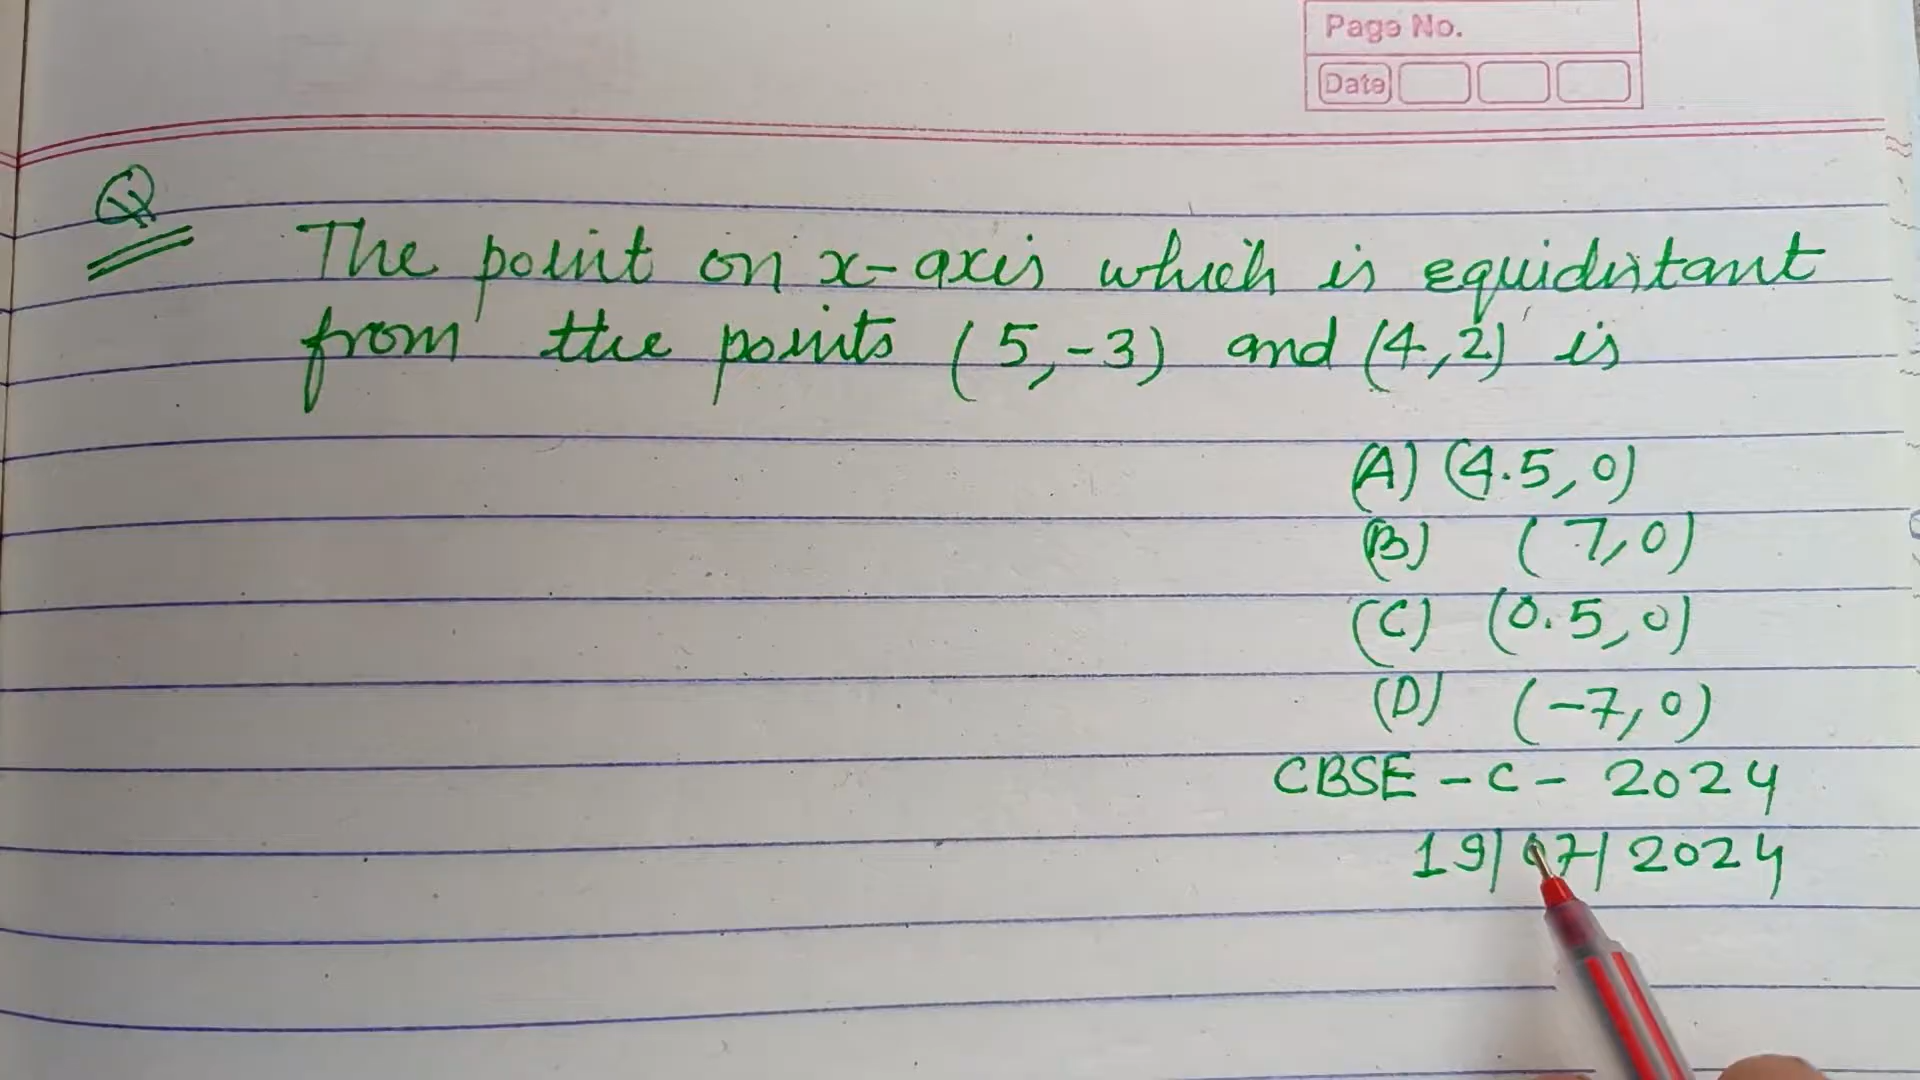 Page No.
Date
Q
The point on x-axis which is equidistant
from the points (5,-3) and (4,2) is
(A) (4.5,0)
(B) (7,0)
(C) (0.5,0)
(D) (-7,0)
CBSE - C - 2024
19/07/2024